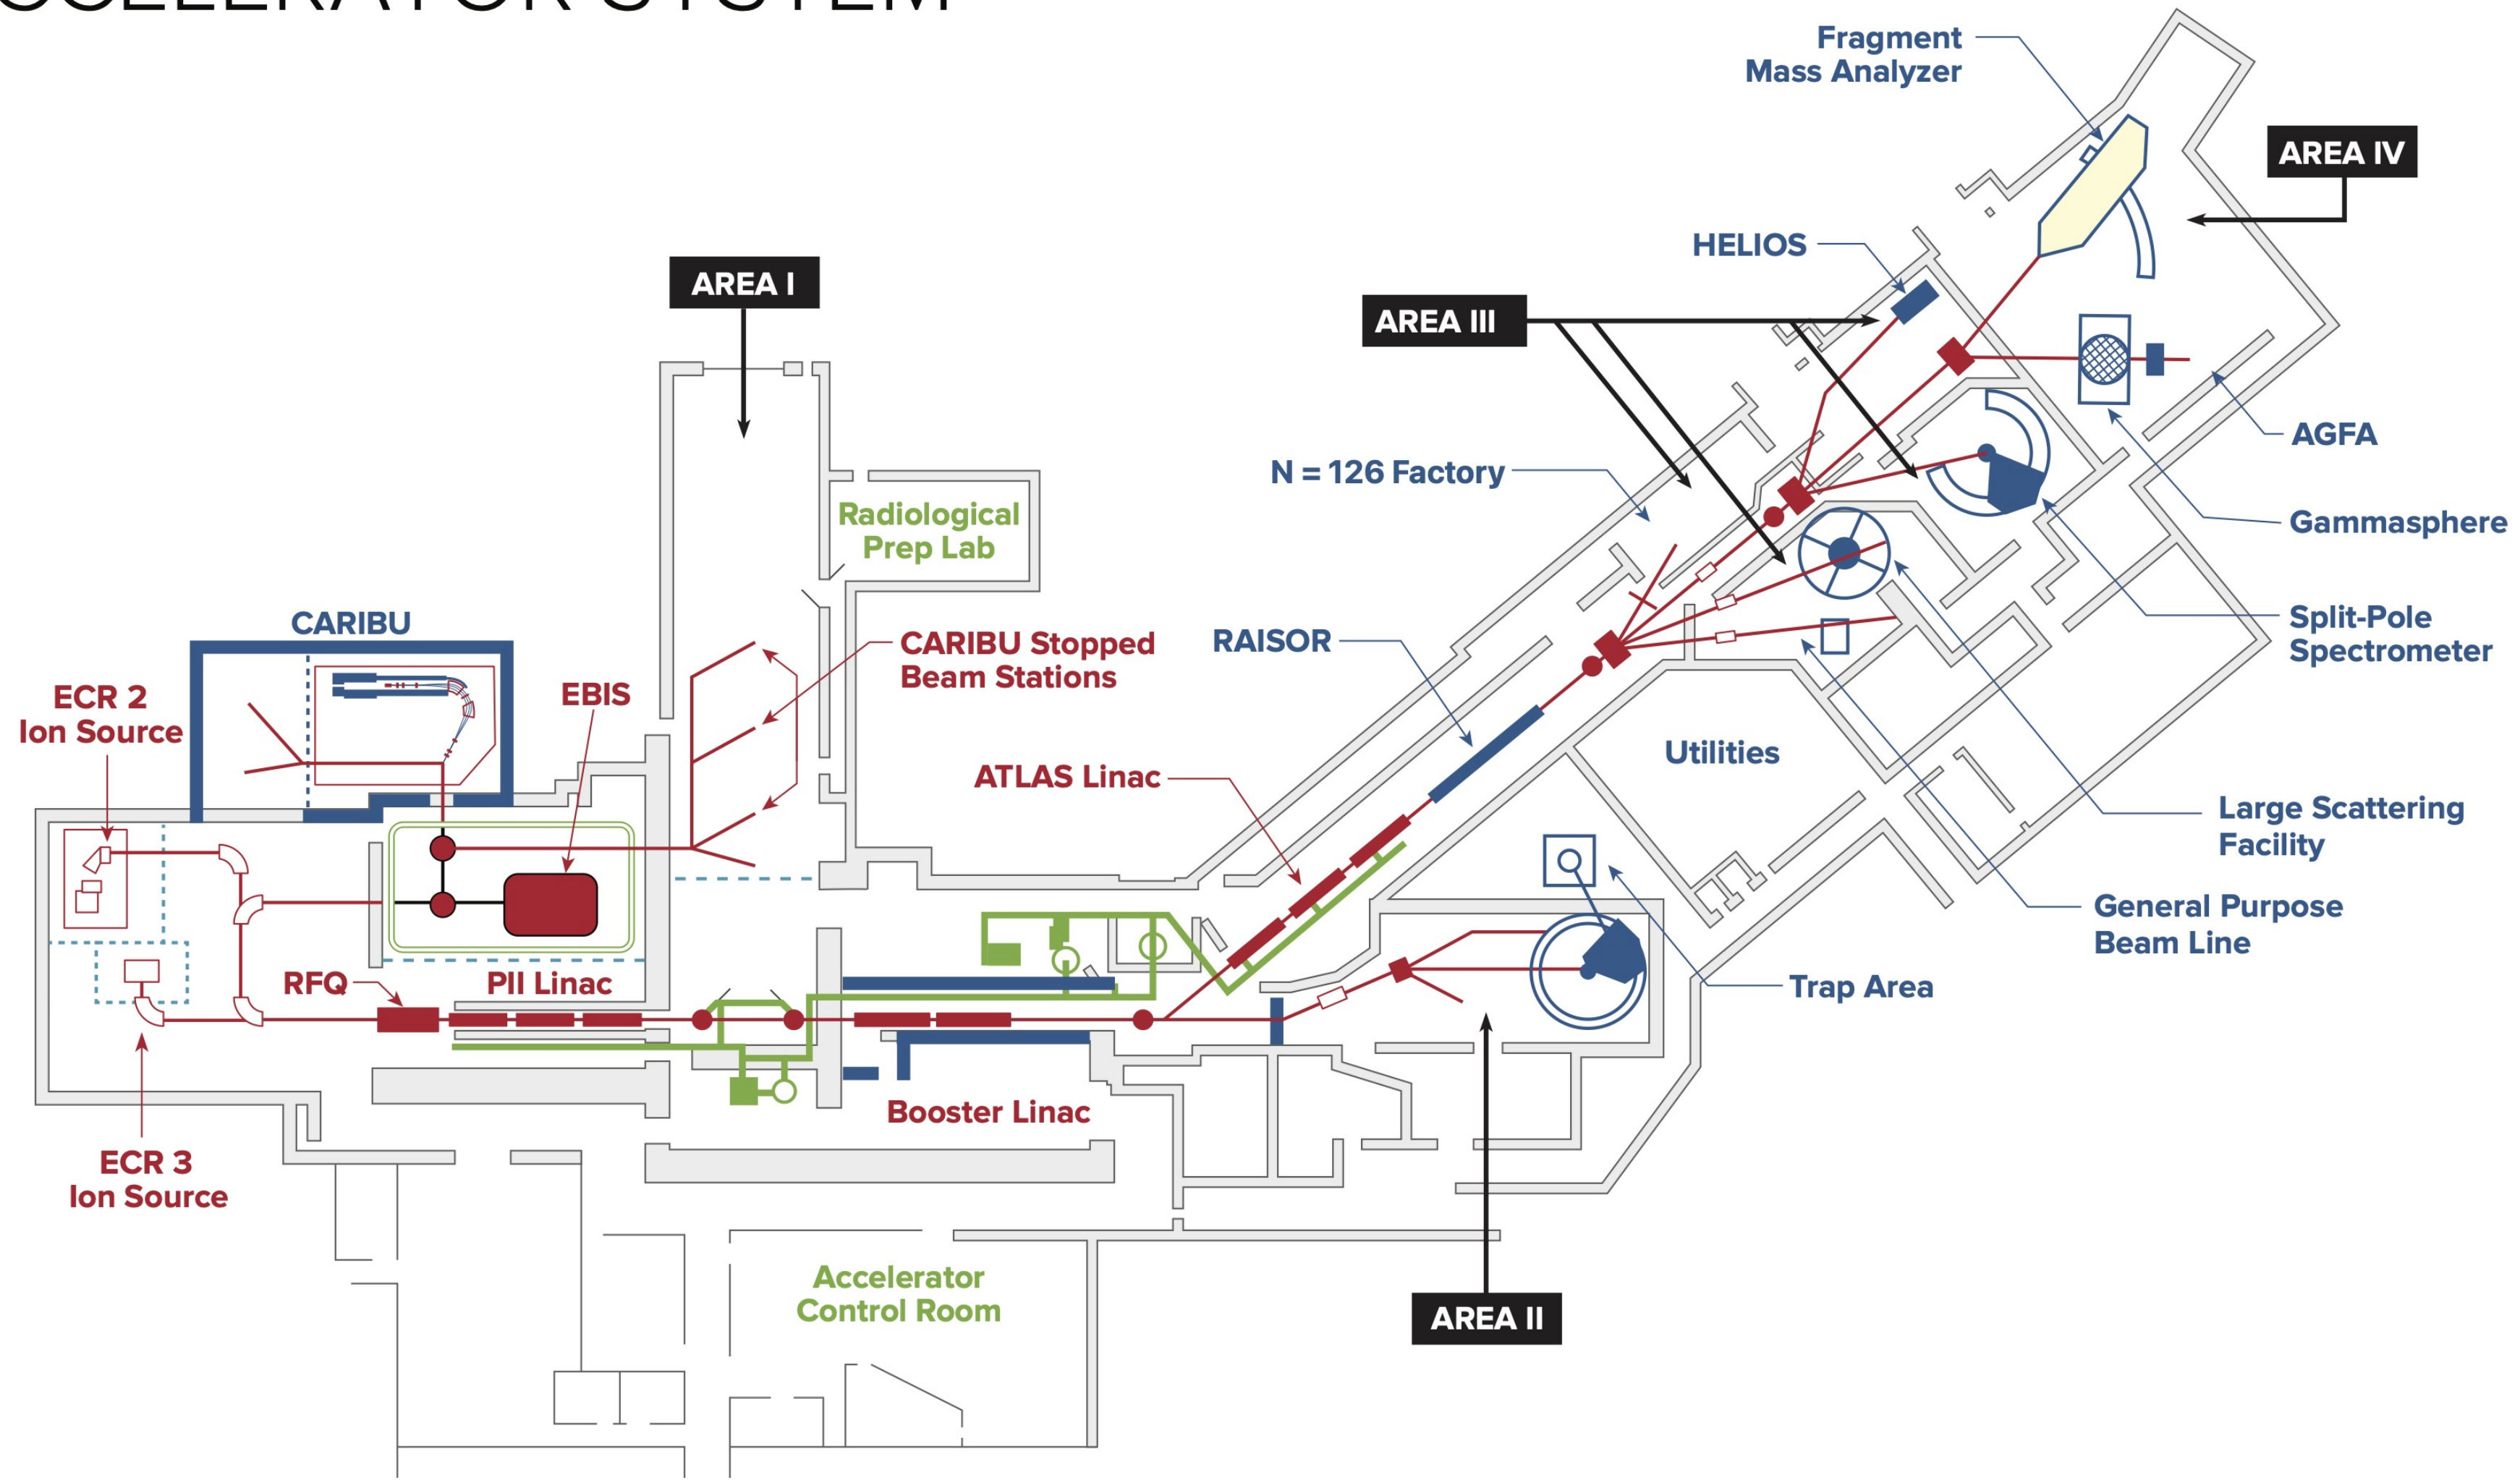 Fragment
Mass Analyzer
AREA IV
HELIOS
AREA I
AREA III
AGFA
N = 126 Factory
Radiological
Prep Lab
Gammasphere
CARIBU
Split-Pole
Spectrometer
CARIBU Stopped
Beam Stations
RAISOR
ECR 2
Ion Source
EBIS
Utilities
ATLAS Linac
Large Scattering
Facility
General Purpose
Beam Line
RFQ
PII Linac
Trap Area
Booster Linac
ECR 3
Ion Source
Accelerator
Control Room
AREA II